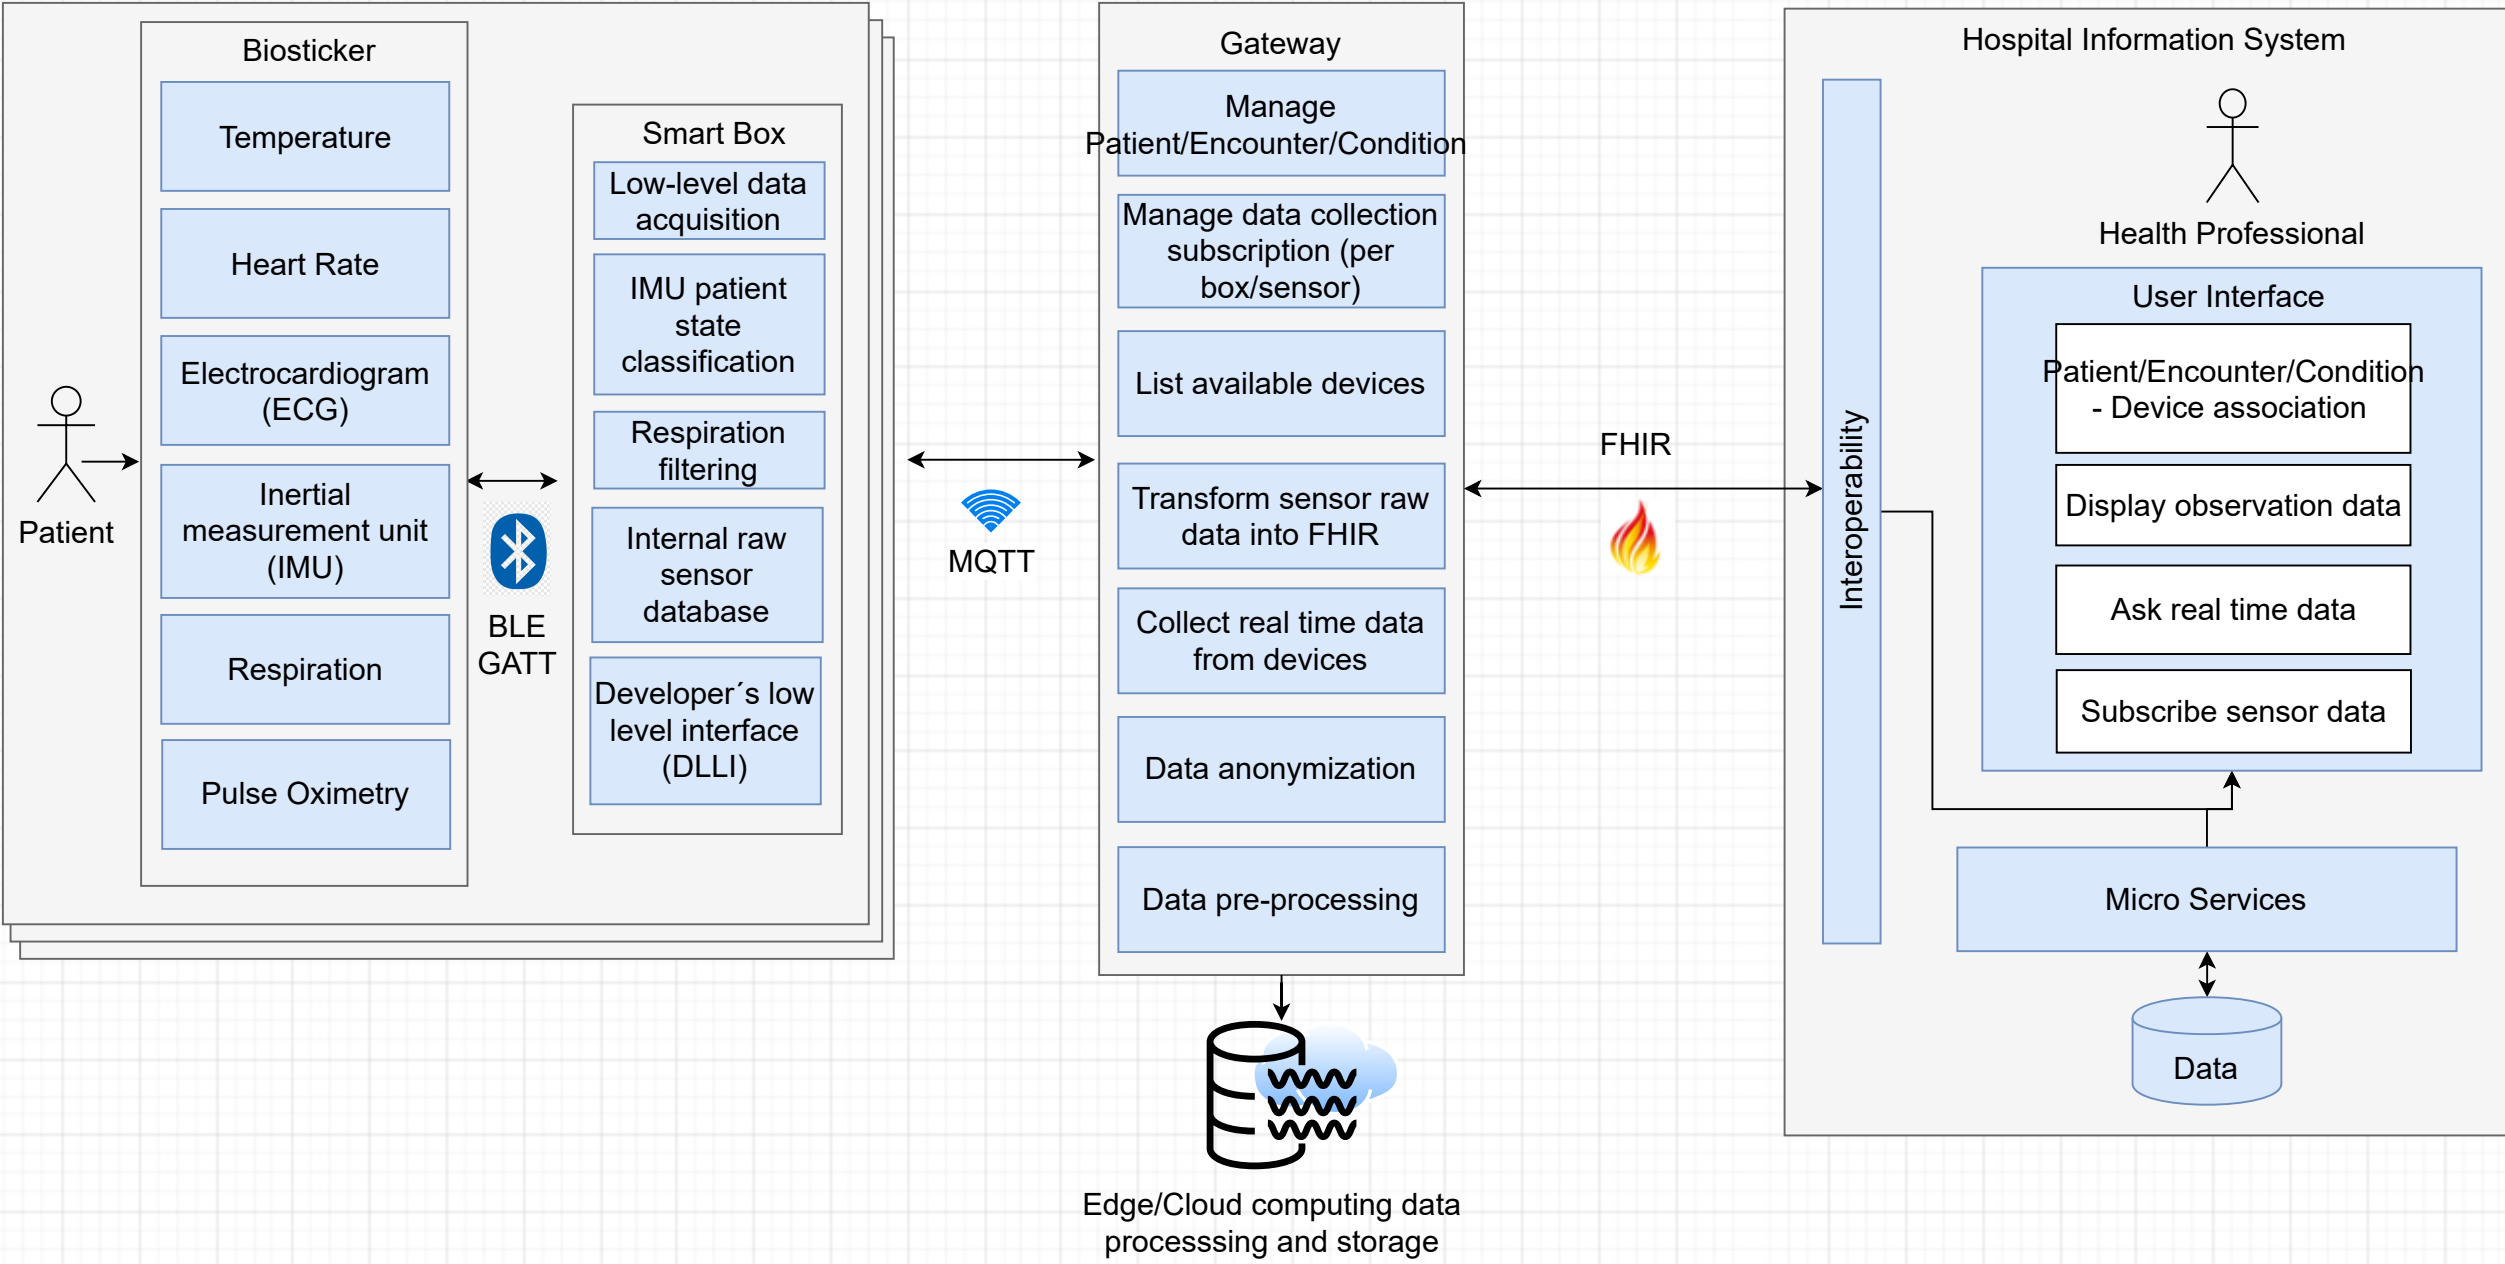 Biosticker
Temperature
Heart Rate
Electrocardiogram
(ECG)
Inertial
measurement unit
(IMU)
Respiration
Pulse Oximetry
Patient
BLE
GATT
Smart Box
Low-level data
acquisition
IMU patient
state
classification
Respiration
filtering
Internal raw
sensor
database
Developer´s low
level interface
(DLLI)
MQTT
Gateway
Manage
Patient/Encounter/Condition
Manage data collection
subscription (per
box/sensor)
List available devices
Transform sensor raw
data into FHIR
Collect real time data
from devices
Data anonymization
Data pre-processing
Edge/Cloud computing data
processsing and storage
FHIR
Hospital Information System
Interoperability
Health Professional
User Interface
Patient/Encounter/Condition
- Device association
Display observation data
Ask real time data
Subscribe sensor data
Micro Services
Data